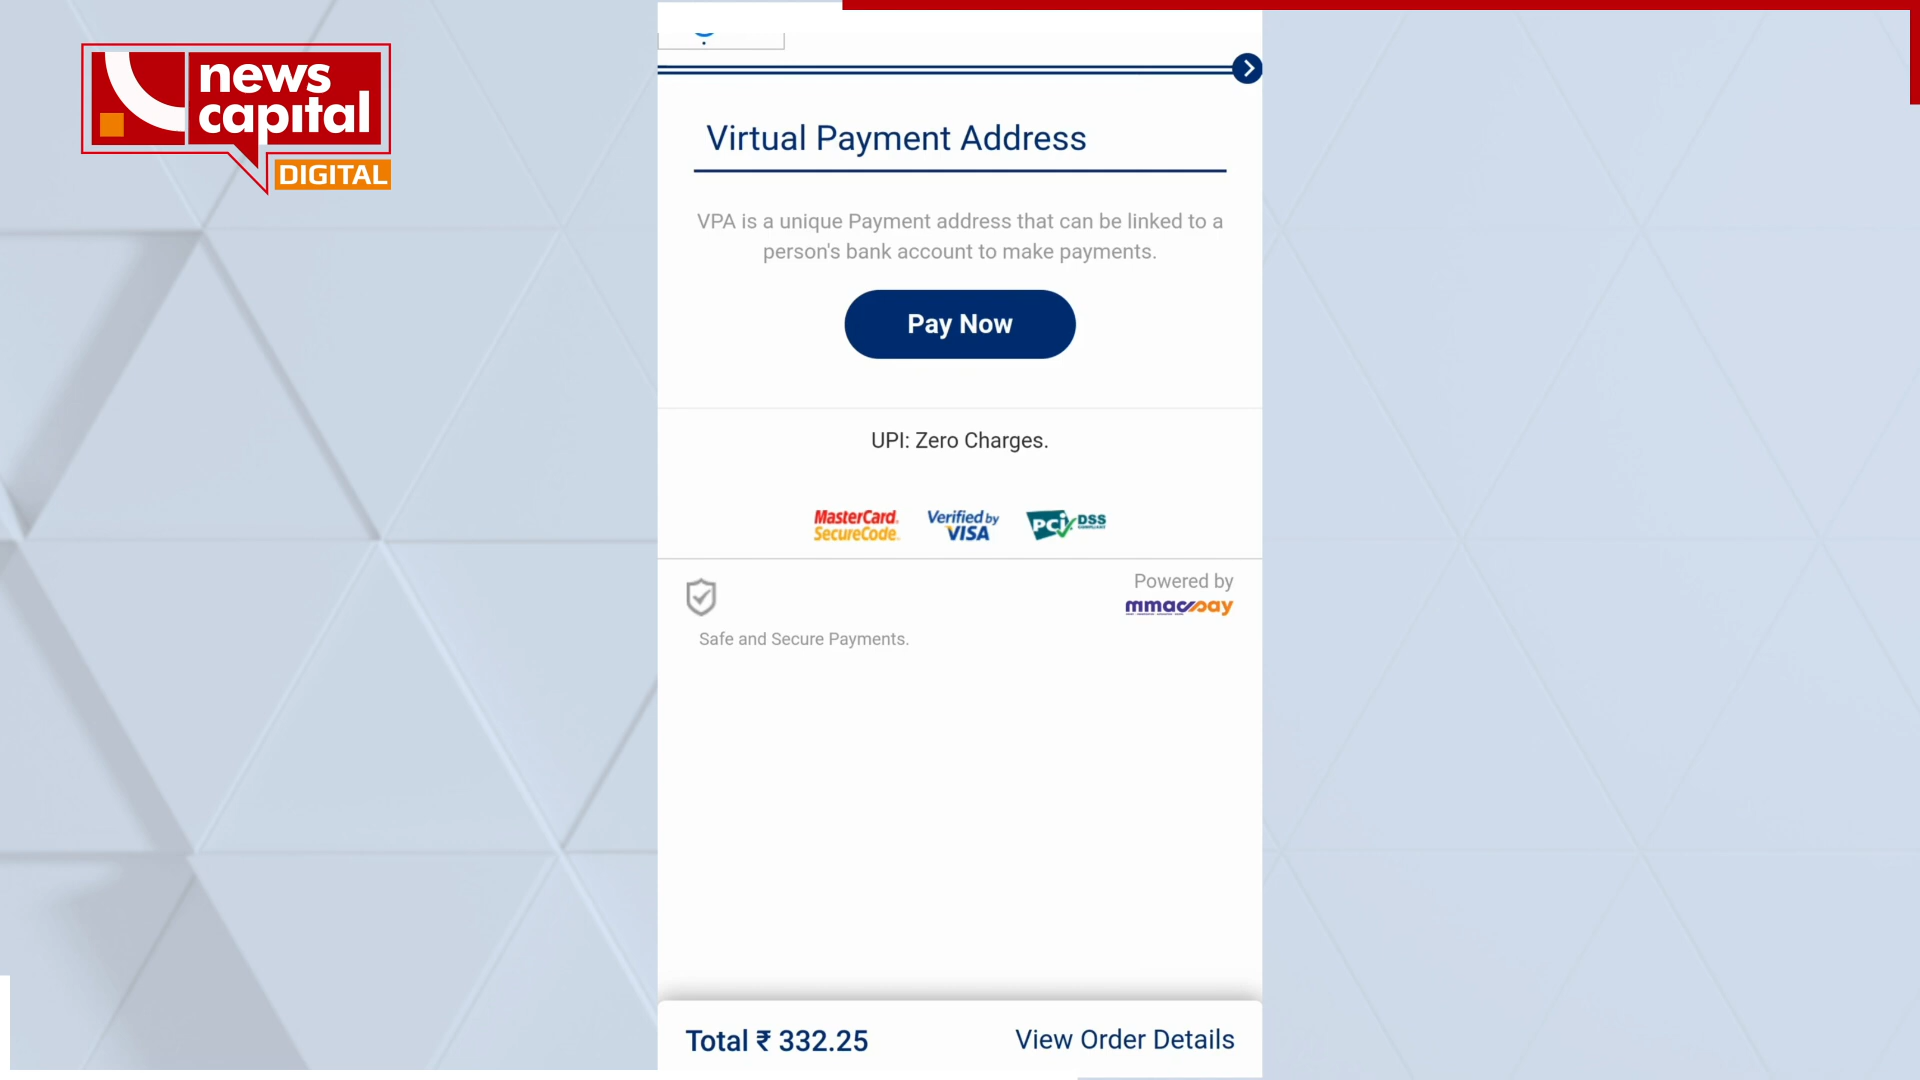 news
capital
DIGITAL
Virtual Payment Address
VPA is a unique Payment address that can be linked to a
person's bank account to make payments.
Pay Now
UPI: Zero Charges.
MasterCard.
SecureCode.
Verified by
VISA
PCI DSS
COMPLIANT
Powered by
Safe and Secure Payments.
Total ₹ 332.25
View Order Details